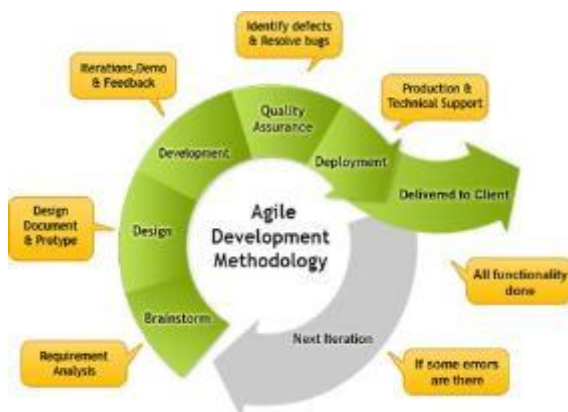 Identify defects
& Resolve bugs
Iterations,Demo
& Feedback
Production &
Technical Support
Quality
Assurance
Development
Deployment
Delivered to Client
Design
Document
& Protype
Design
Agile
Development
Methodology
All functionality
done
Brainstorm
Next Iteration
Requirement
Analysis
If some errors
are there